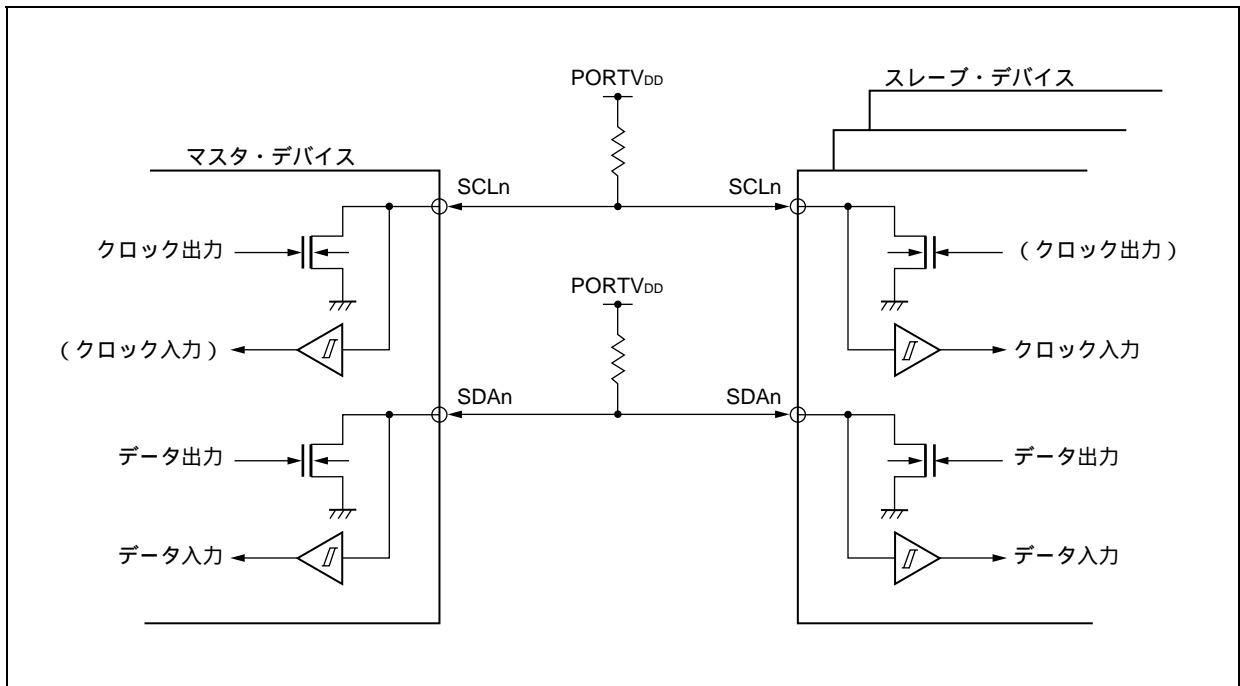 PORTVDD
スレーブ・デバイス
マスタ・デバイス
SCLn
SCLn
クロック出力
(クロック出力)
PORTVDD
(クロック入力)
クロック入力
SDAn
SDAn
データ出力
データ出力
データ入力
データ入力